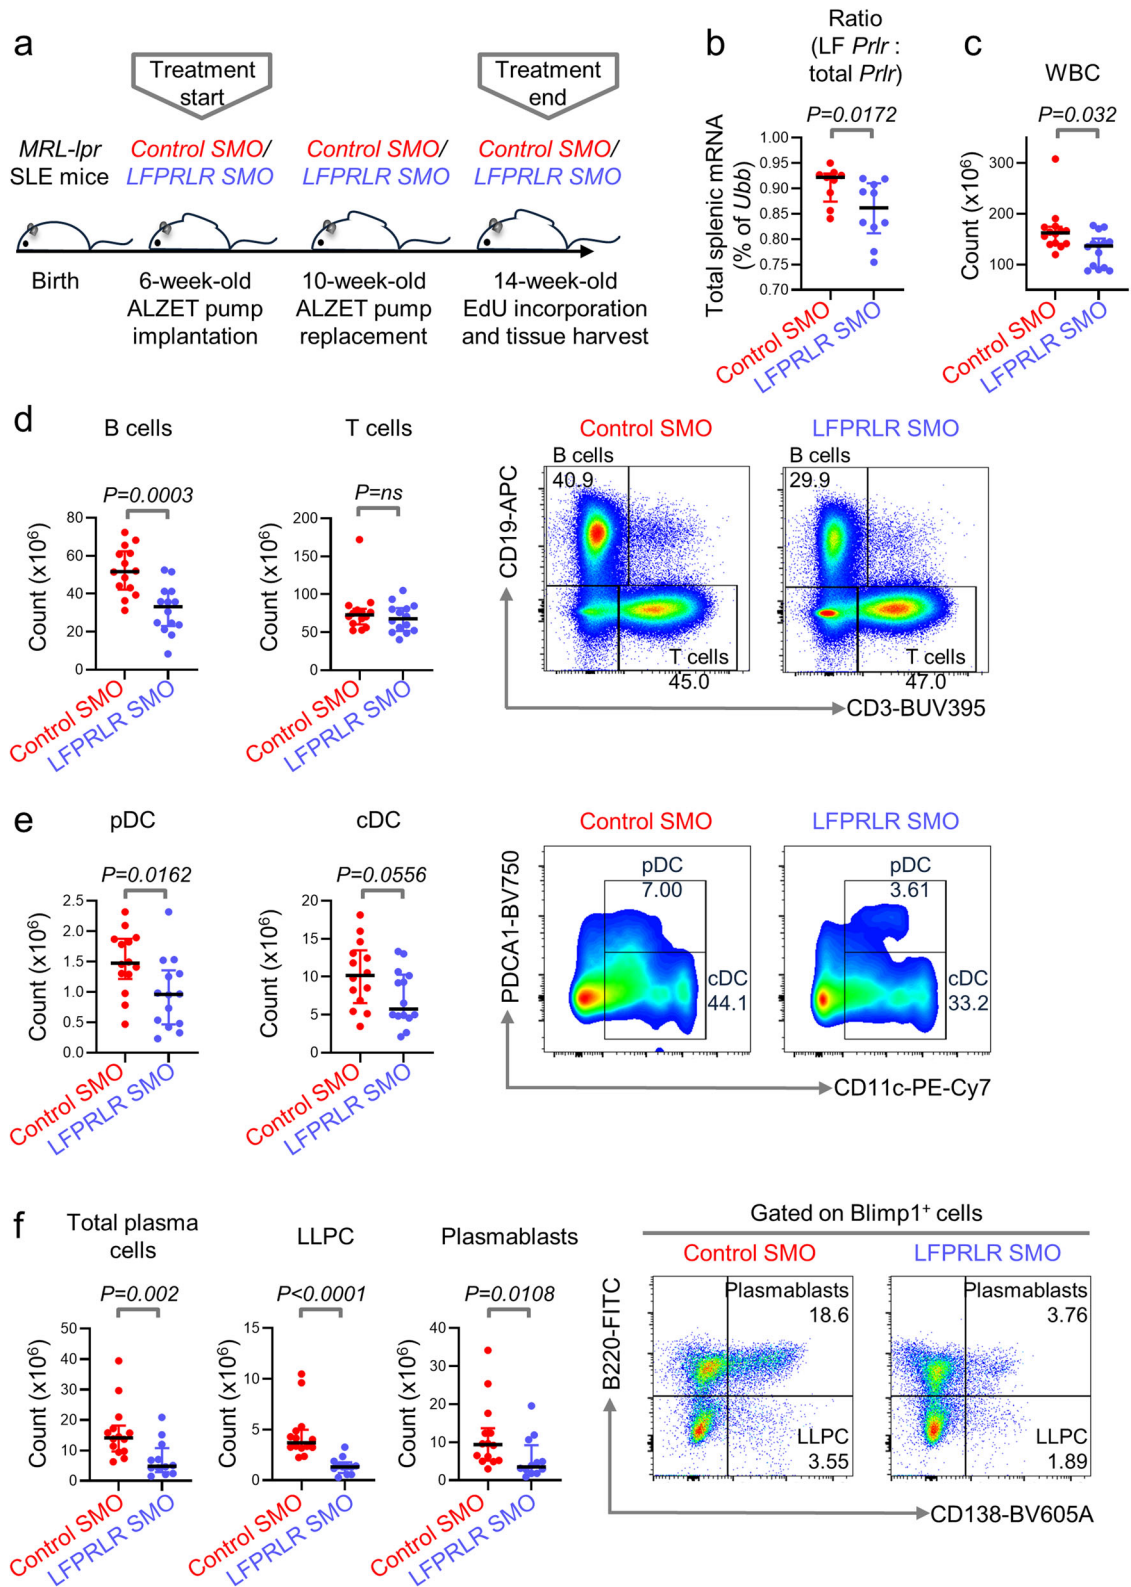 a
Treatment
start
Treatment
end
MRL-lpr
SLE mice
Control SMO/
LFPRLR SMO
Control SMO/
LFPRLR SMO
Control SMO/
LFPRLR SMO
Birth
6-week-old
ALZET pump
implantation
10-week-old
ALZET pump
replacement
14-week-old
EdU incorporation
and tissue harvest
b
Ratio
(LF Prlr :
total Prlr)
P=0.0172
Total splenic mRNA
(% of Ubb)
1.00
0.95
0.90
0.85
0.80
0.75
0.70
Control SMO
LFPRLR SMO
c
WBC
P=0.032
Count (x10⁶)
300
200
100
Control SMO
LFPRLR SMO
d
B cells
P=0.0003
Count (x10⁶)
80
60
40
20
0
Control SMO
LFPRLR SMO
T cells
P=ns
Count (x10⁶)
200
150
100
50
0
Control SMO
LFPRLR SMO
Control SMO
LFPRLR SMO
CD19-APC
B cells
40.9
T cells
45.0
B cells
29.9
T cells
47.0
CD3-BUV395
e
pDC
P=0.0162
Count (x10⁶)
2.5
2.0
1.5
1.0
0.5
0.0
Control SMO
LFPRLR SMO
cDC
P=0.0556
Count (x10⁶)
20
15
10
5
0
Control SMO
LFPRLR SMO
Control SMO
LFPRLR SMO
PDCA1-BV750
pDC
7.00
cDC
44.1
pDC
3.61
cDC
33.2
CD11c-PE-Cy7
f
Total plasma
cells
P=0.002
Count (x10⁶)
50
40
30
20
10
0
Control SMO
LFPRLR SMO
LLPC
P<0.0001
Count (x10⁶)
15
10
5
0
Control SMO
LFPRLR SMO
Plasmablasts
P=0.0108
Count (x10⁶)
40
30
20
10
0
Control SMO
LFPRLR SMO
Gated on Blimp1⁺ cells
Control SMO
LFPRLR SMO
B220-FITC
Plasmablasts
18.6
LLPC
3.55
Plasmablasts
3.76
LLPC
1.89
CD138-BV605A